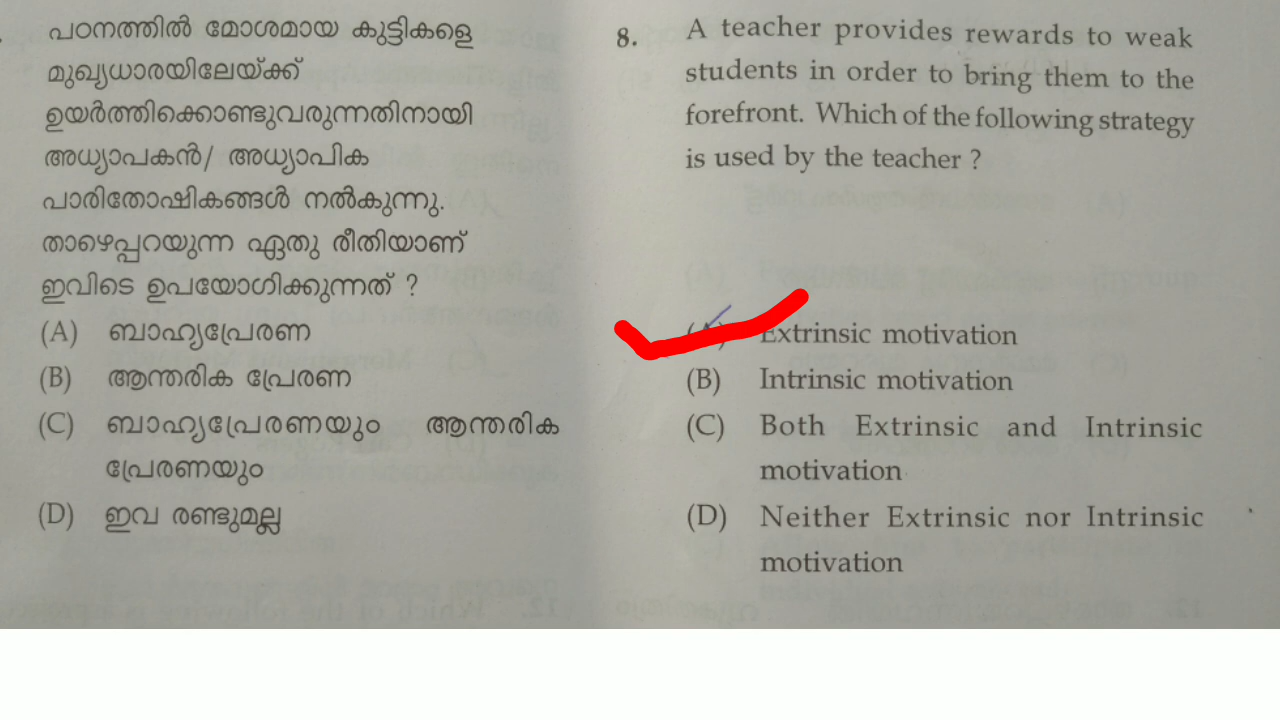 പഠനത്തിൽ മോശമായ കുട്ടികളെ
മുഖ്യധാരയിലേയ്ക്ക്
ഉയർത്തിക്കൊണ്ടുവരുന്നതിനായി
അധ്യാപകൻ/ അധ്യാപിക
പാരിതോഷികങ്ങൾ നൽകുന്നു.
താഴെപ്പറയുന്ന ഏതു രീതിയാണ്
ഇവിടെ ഉപയോഗിക്കുന്നത് ?
(A) ബാഹ്യപ്രേരണ
(B) ആന്തരിക പ്രേരണ
(C) ബാഹ്യപ്രേരണയും ആന്തരിക
പ്രേരണയും
(D) ഇവ രണ്ടുമല്ല
8. A teacher provides rewards to weak
students in order to bring them to the
forefront. Which of the following strategy
is used by the teacher ?
(A) Extrinsic motivation
(B) Intrinsic motivation
(C) Both Extrinsic and Intrinsic
motivation
(D) Neither Extrinsic nor Intrinsic
motivation